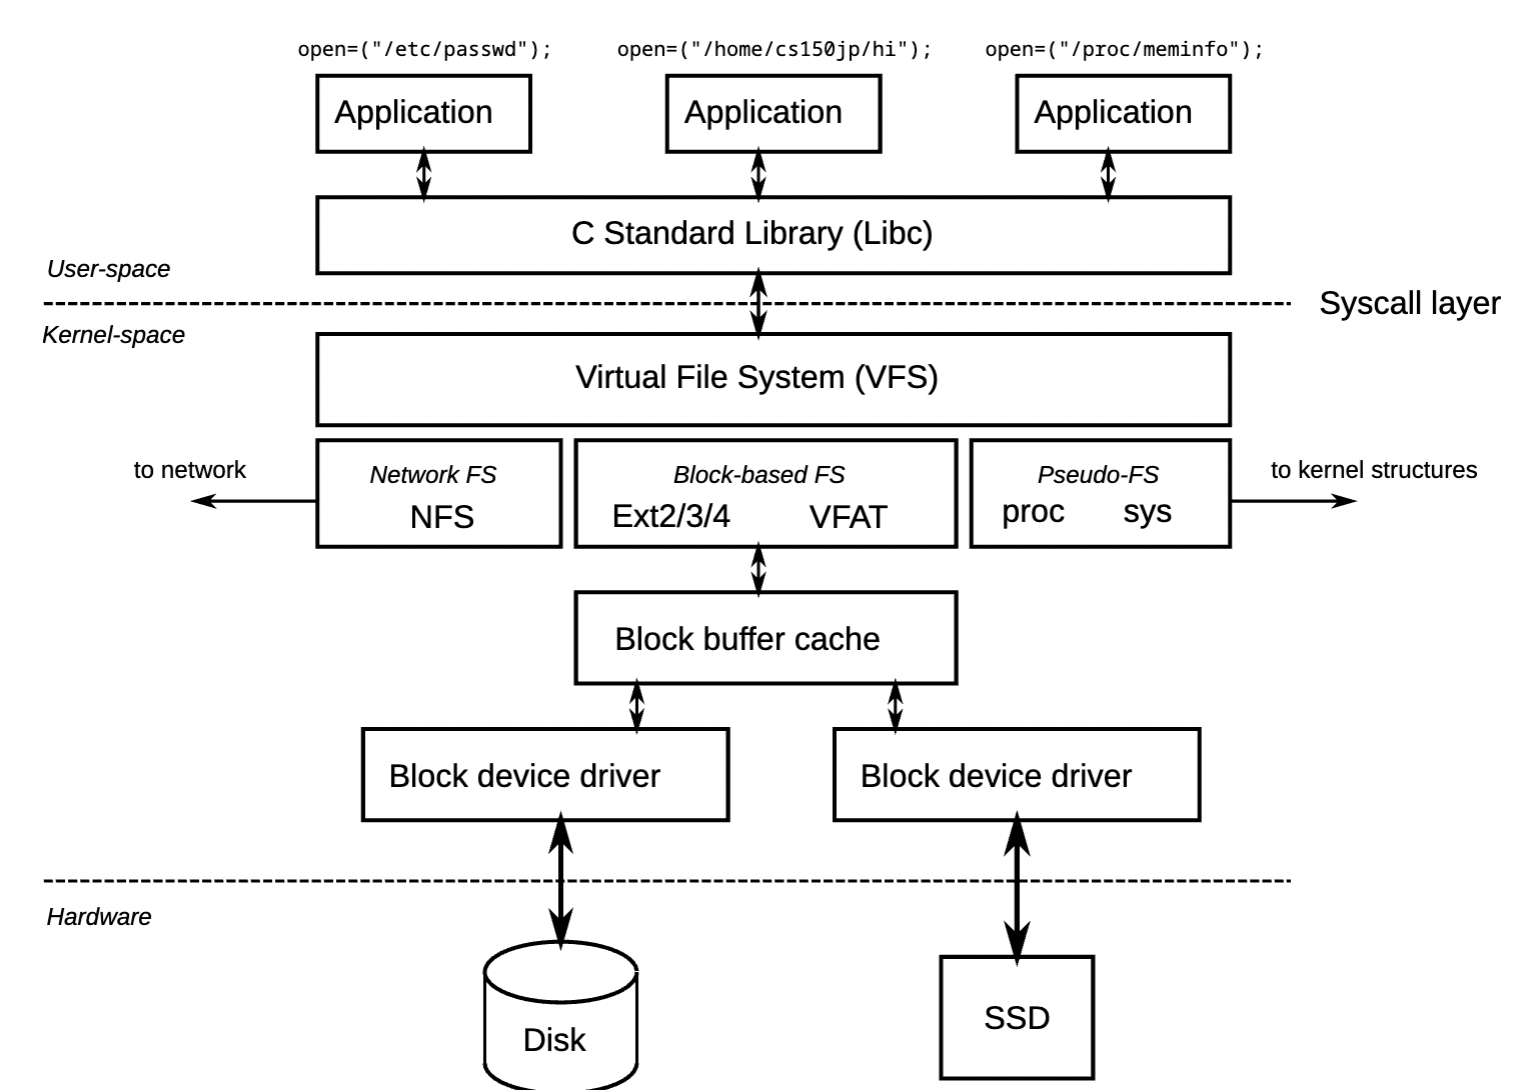 open=("/etc/passwd"); open=("/home/cs150jp/hi"); open=("/proc/meminfo");
Application Application Application
C Standard Library (Libc)
User-space
Syscall layer
Kernel-space
Virtual File System (VFS)
to network
Network FS
NFS
Block-based FS
Ext2/3/4 VFAT
Pseudo-FS
proc sys
to kernel structures
Block buffer cache
Block device driver Block device driver
Hardware
Disk
SSD